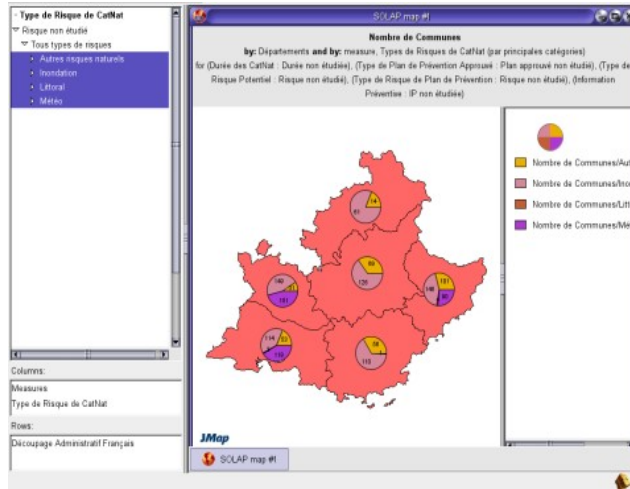 - Type de Risque de CatNat
Risque non étudié
Tous types de risques
Autres risques naturels
Inondation
Littoral
Météo
Columns:
Measures
Type de Risque de CatNat
Rows:
Découpage Administratif Français
SOLAP map #1
Nombre de Communes
by: Départements and by: measure, Types de Risques de CatNat (par principales catégories)
for (Durée des CatNat : Durée non étudiée), (Type de Plan de Prévention Approuvé : Plan approuvé non étudié), (Type de
Risque Potentiel : Risque non étudié), (Type de Risque de Plan de Prévention : Risque non étudié), (Information
Préventive : IP non étudiée)
14
101
114
110
JMap
Nombre de Communes/Aut
Nombre de Communes/Ino
Nombre de Communes/Litt
Nombre de Communes/Mé
SOLAP map #1